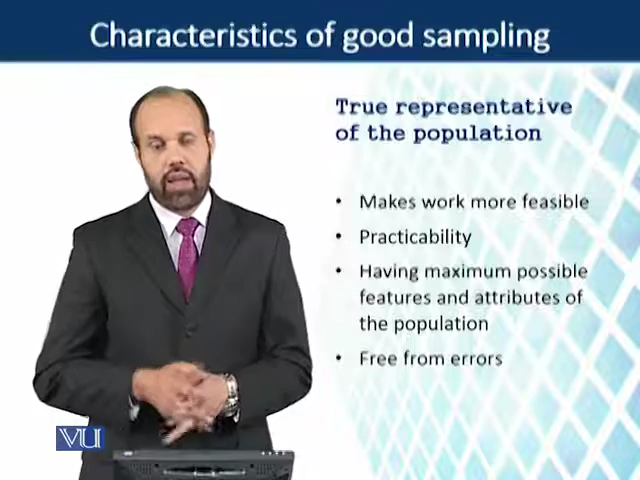 Characteristics of good sampling
True representative
of the population
• Makes work more feasible
• Practicability
• Having maximum possible
features and attributes of
the population
• Free from errors
VU